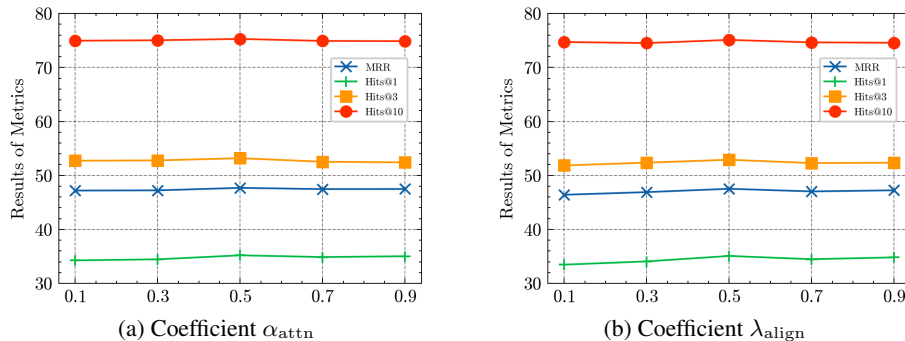 80
70
60
50
40
30
Results of Metrics
MRR
Hits@1
Hits@3
Hits@10
0.1 0.3 0.5 0.7 0.9
(a) Coefficient α_attn
80
70
60
50
40
30
Results of Metrics
MRR
Hits@1
Hits@3
Hits@10
0.1 0.3 0.5 0.7 0.9
(b) Coefficient λ_align